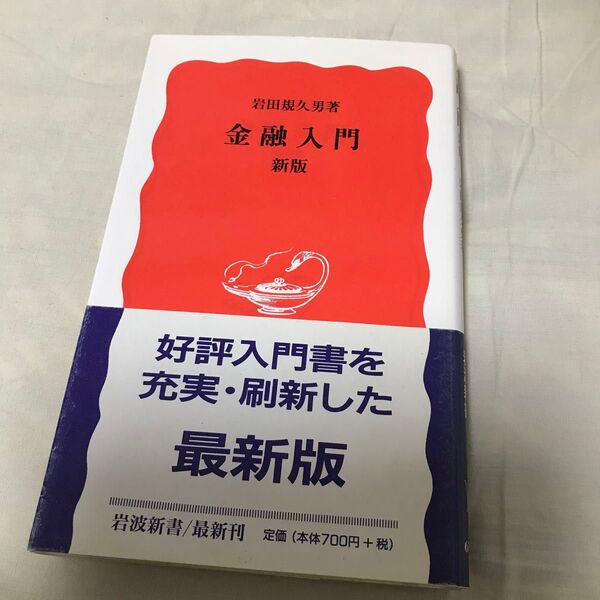 岩田規久男著
金融入門
新版
好評入門書を
充実・刷新した
最新版
岩波新書/最新刊
定価（本体700円＋税）